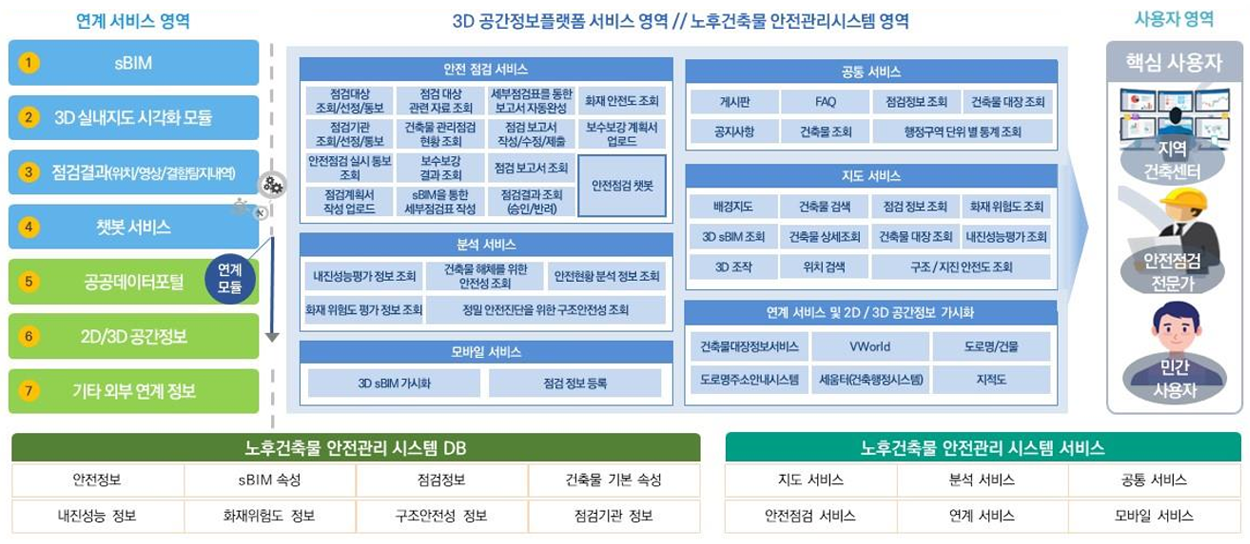 연계 서비스 영역
3D 공간정보플랫폼 서비스 영역 // 노후건축물 안전관리시스템 영역
사용자 영역
1 sBIM
2 3D 실내지도 시각화 모듈
3 점검결과(위치/영상/결함탐지내역)
4 챗봇 서비스
5 공공데이터포털
6 2D/3D 공간정보
7 기타 외부 연계 정보
연계
모듈
안전 점검 서비스
점검대상
조회/선정/통보
점검 대상
관련 자료 조회
세부점검표를 통한
보고서 자동완성
화재 안전도 조회
점검기관
조회/선정/통보
건축물 관리점검
현황 조회
점검 보고서
작성/수정/제출
보수보강 계획서
업로드
안전점검 실시 통보
조회
보수보강
결과 조회
점검 보고서 조회
안전점검 챗봇
점검계획서
작성 업로드
sBIM을 통한
세부점검표 작성
점검결과 조회
(승인/반려)
분석 서비스
내진성능평가 정보 조회
건축물 해체를 위한
안전성 조회
안전현황 분석 정보 조회
화재 위험도 평가 정보 조회
정밀 안전진단을 위한 구조안전성 조회
모바일 서비스
3D sBIM 가시화
점검 정보 등록
공통 서비스
게시판
FAQ
점검정보 조회
건축물 대장 조회
공지사항
건축물 조회
행정구역 단위 별 통계 조회
지도 서비스
배경지도
건축물 검색
점검 정보 조회
화재 위험도 조회
3D sBIM 조회
건축물 상세조회
건축물 대장 조회
내진성능평가 조회
3D 조작
위치 검색
구조 / 지진 안전도 조회
연계 서비스 및 2D / 3D 공간정보 가시화
건축물대장정보서비스
VWorld
도로명/건물
도로명주소안내시스템
세움터(건축행정시스템)
지적도
핵심 사용자
지역
건축센터
안전점검
전문가
민간
사용자
노후건축물 안전관리 시스템 DB
안전정보
sBIM 속성
점검정보
건축물 기본 속성
내진성능 정보
화재위험도 정보
구조안전성 정보
점검기관 정보
노후건축물 안전관리 시스템 서비스
지도 서비스
분석 서비스
공통 서비스
안전점검 서비스
연계 서비스
모바일 서비스